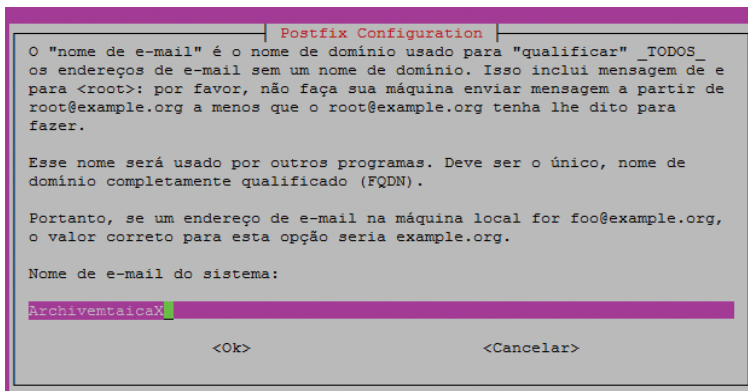 Postfix Configuration
O "nome de e-mail" é o nome de domínio usado para "qualificar" _TODOS_
os endereços de e-mail sem um nome de domínio. Isso inclui mensagem de e
para <root>: por favor, não faça sua máquina enviar mensagem a partir de
root@example.org a menos que o root@example.org tenha lhe dito para
fazer.
Esse nome será usado por outros programas. Deve ser o único, nome de
domínio completamente qualificado (FQDN).
Portanto, se um endereço de e-mail na máquina local for foo@example.org,
o valor correto para esta opção seria example.org.
Nome de e-mail do sistema:
ArchivemtaicaX
<Ok> <Cancelar>